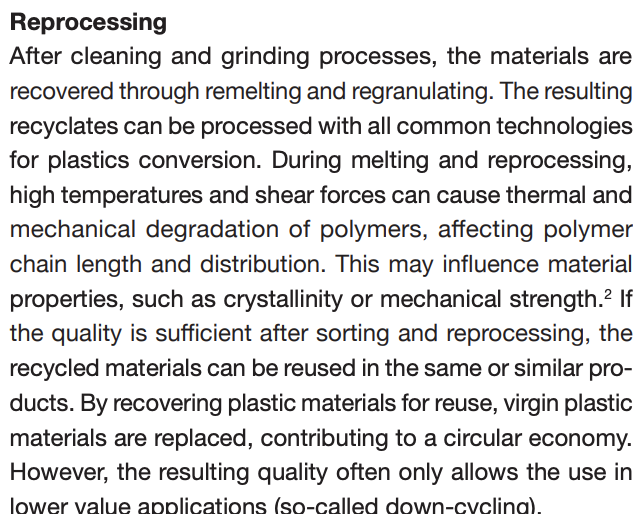 Reprocessing
After cleaning and grinding processes, the materials are
recovered through remelting and regranulating. The resulting
recyclates can be processed with all common technologies
for plastics conversion. During melting and reprocessing,
high temperatures and shear forces can cause thermal and
mechanical degradation of polymers, affecting polymer
chain length and distribution. This may influence material
properties, such as crystallinity or mechanical strength.² If
the quality is sufficient after sorting and reprocessing, the
recycled materials can be reused in the same or similar pro-
ducts. By recovering plastic materials for reuse, virgin plastic
materials are replaced, contributing to a circular economy.
However, the resulting quality often only allows the use in
lower value applications (so-called down-cycling).